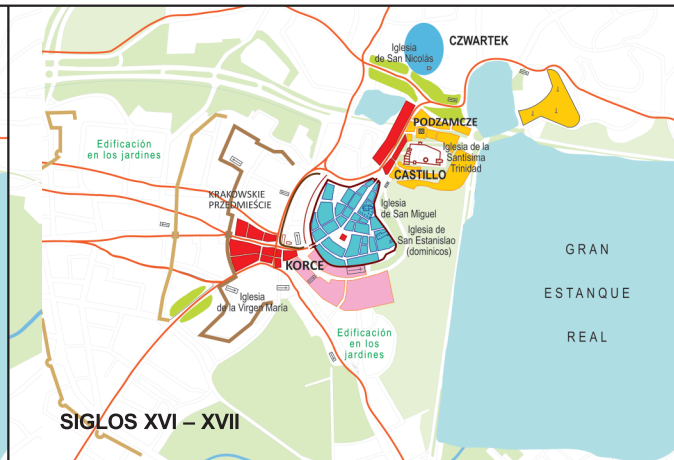 CZWARTEK
Iglesia
de San Nicolás
PODZAMCZE
Iglesia de la
Santísima
Trinidad
CASTILLO
Edificación
en los jardines
KRAKOWSKIE
PRZEDMIEŚCIE
Iglesia
de San Miguel
Iglesia de
San Estanislao
(dominicos)
KORCE
Iglesia
de la Virgen María
GRAN
ESTANQUE
REAL
Edificación
en los
jardines
SIGLOS XVI – XVII